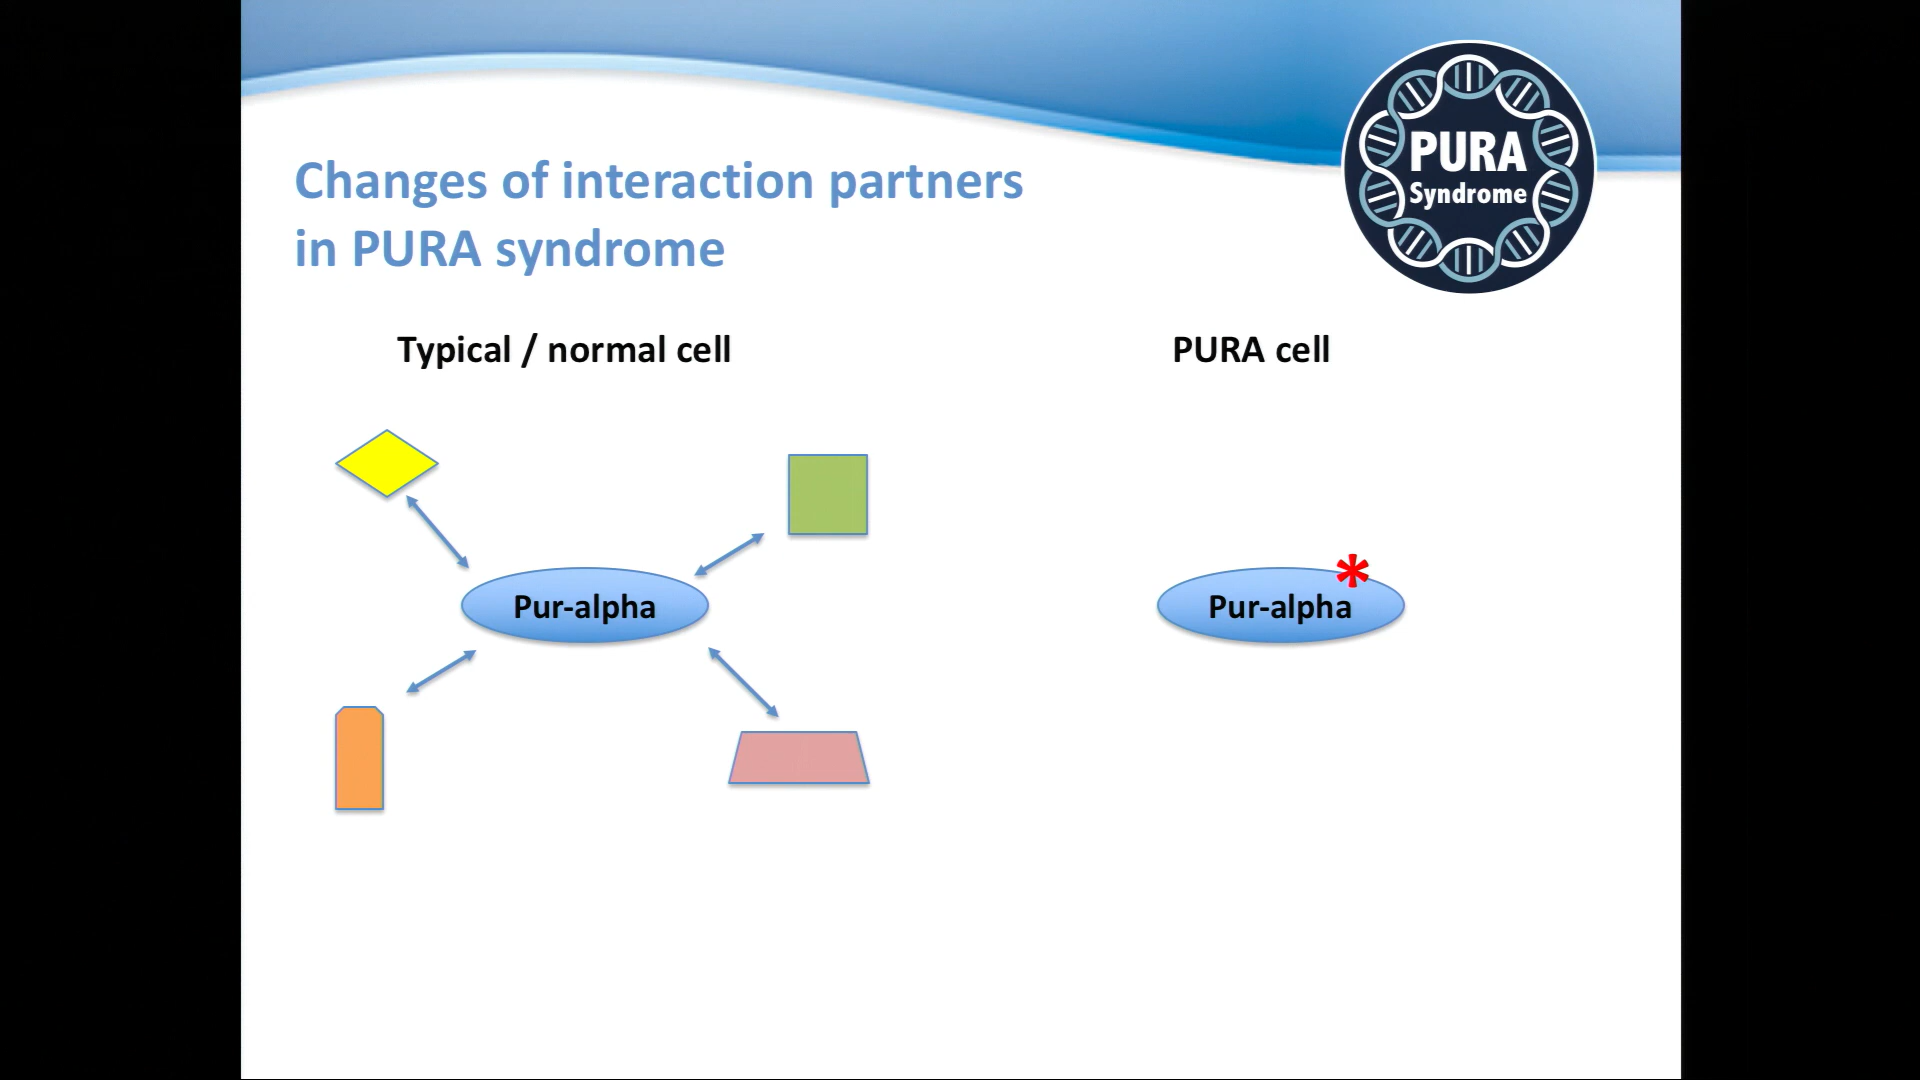 PURA
Syndrome
Changes of interaction partners
in PURA syndrome
Typical / normal cell
PURA cell
Pur-alpha
Pur-alpha*